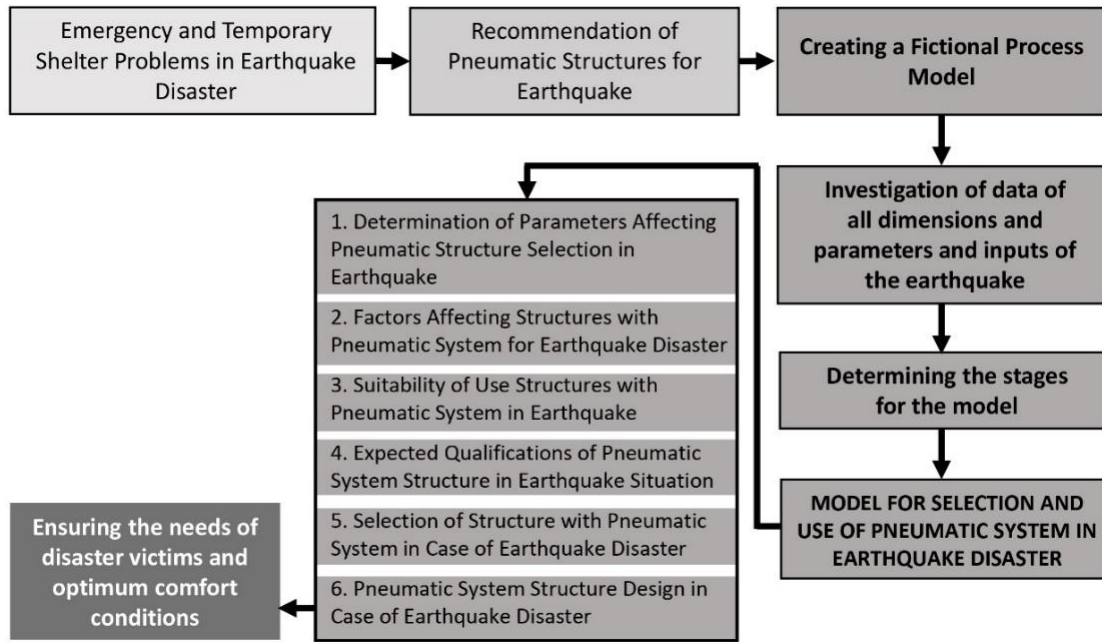 Emergency and Temporary
Shelter Problems in Earthquake
Disaster
Recommendation of
Pneumatic Structures for
Earthquake
Creating a Fictional Process
Model
Investigation of data of
all dimensions and
parameters and inputs of
the earthquake
Determining the stages
for the model
MODEL FOR SELECTION AND
USE OF PNEUMATIC SYSTEM IN
EARTHQUAKE DISASTER
1. Determination of Parameters Affecting
Pneumatic Structure Selection in
Earthquake
2. Factors Affecting Structures with
Pneumatic System for Earthquake Disaster
3. Suitability of Use Structures with
Pneumatic System in Earthquake
4. Expected Qualifications of Pneumatic
System Structure in Earthquake Situation
5. Selection of Structure with Pneumatic
System in Case of Earthquake Disaster
6. Pneumatic System Structure Design in
Case of Earthquake Disaster
Ensuring the needs of
disaster victims and
optimum comfort
conditions